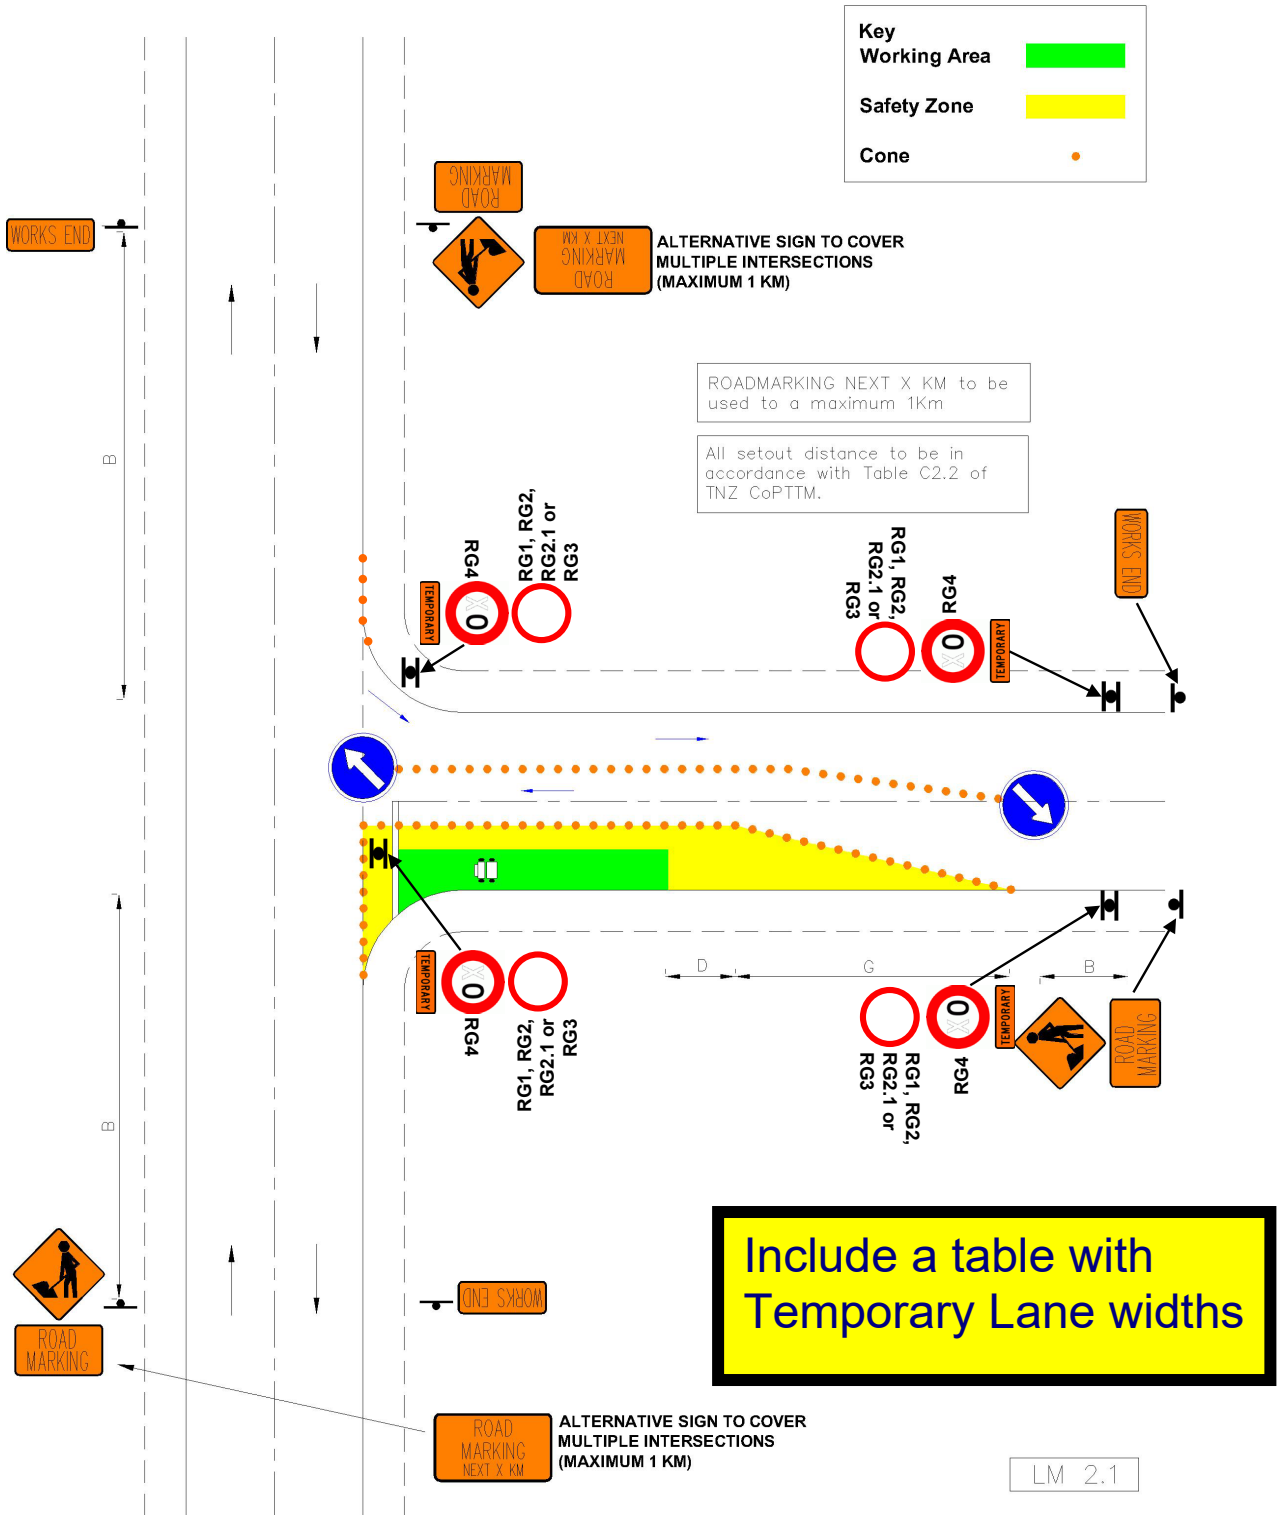 Key
Working Area
Safety Zone
Cone
ROAD
MARKING
WORKS END
ROAD
MARKING
NEXT X KM
ALTERNATIVE SIGN TO COVER
MULTIPLE INTERSECTIONS
(MAXIMUM 1 KM)
ROADMARKING NEXT X KM to be
used to a maximum 1Km
All setout distance to be in
accordance with Table C2.2 of
TNZ CoPTTM.
B
TEMPORARY
X0
RG4
RG1, RG2,
RG2.1 or
RG3
RG1, RG2,
RG2.1 or
RG3
X0
RG4
TEMPORARY
WORKS END
TEMPORARY
X0
RG4
RG1, RG2,
RG2.1 or
RG3
D
G
B
RG1, RG2,
RG2.1 or
RG3
X0
RG4
TEMPORARY
ROAD
MARKING
B
Include a table with
Temporary Lane widths
WORKS END
ROAD
MARKING
ROAD
MARKING
NEXT X KM
ALTERNATIVE SIGN TO COVER
MULTIPLE INTERSECTIONS
(MAXIMUM 1 KM)
LM 2.1